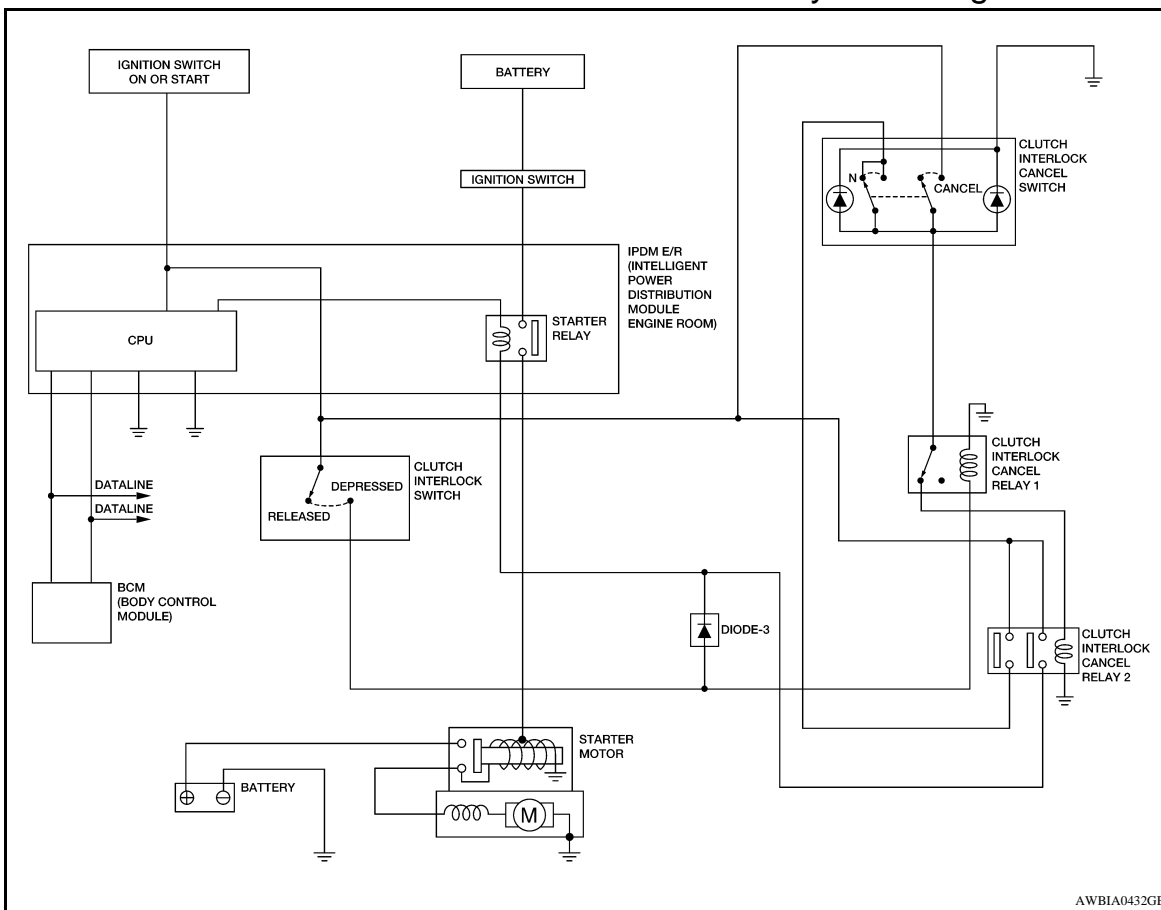 IGNITION SWITCH
ON OR START
BATTERY
IGNITION SWITCH
CLUTCH
INTERLOCK
CANCEL
SWITCH
N
CANCEL
IPDM E/R
(INTELLIGENT
POWER
DISTRIBUTION
MODULE
ENGINE ROOM)
STARTER
RELAY
CPU
CLUTCH
INTERLOCK
CANCEL
RELAY 1
CLUTCH
INTERLOCK
SWITCH
DEPRESSED
RELEASED
DATALINE
DATALINE
BCM
(BODY CONTROL
MODULE)
DIODE-3
CLUTCH
INTERLOCK
CANCEL
RELAY 2
STARTER
MOTOR
BATTERY
M